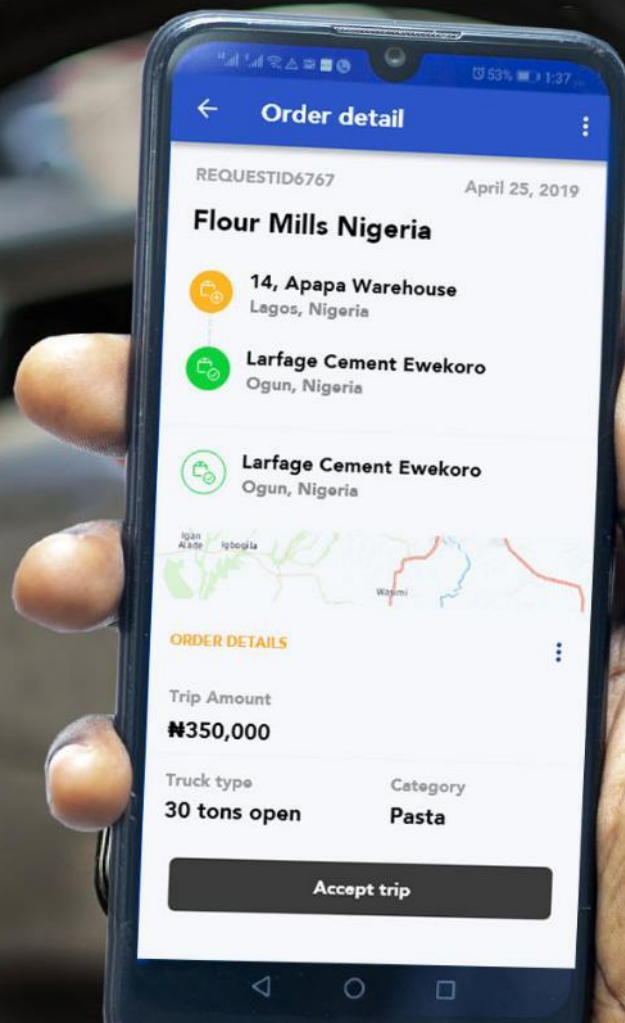 53% 1:37
Order detail
REQUESTID6767 April 25, 2019
Flour Mills Nigeria
14, Apapa Warehouse
Lagos, Nigeria
Larfage Cement Ewekoro
Ogun, Nigeria
Larfage Cement Ewekoro
Ogun, Nigeria
Igan
Alade Igbogila
Wasimi
ORDER DETAILS
Trip Amount
₦350,000
Truck type Category
30 tons open Pasta
Accept trip